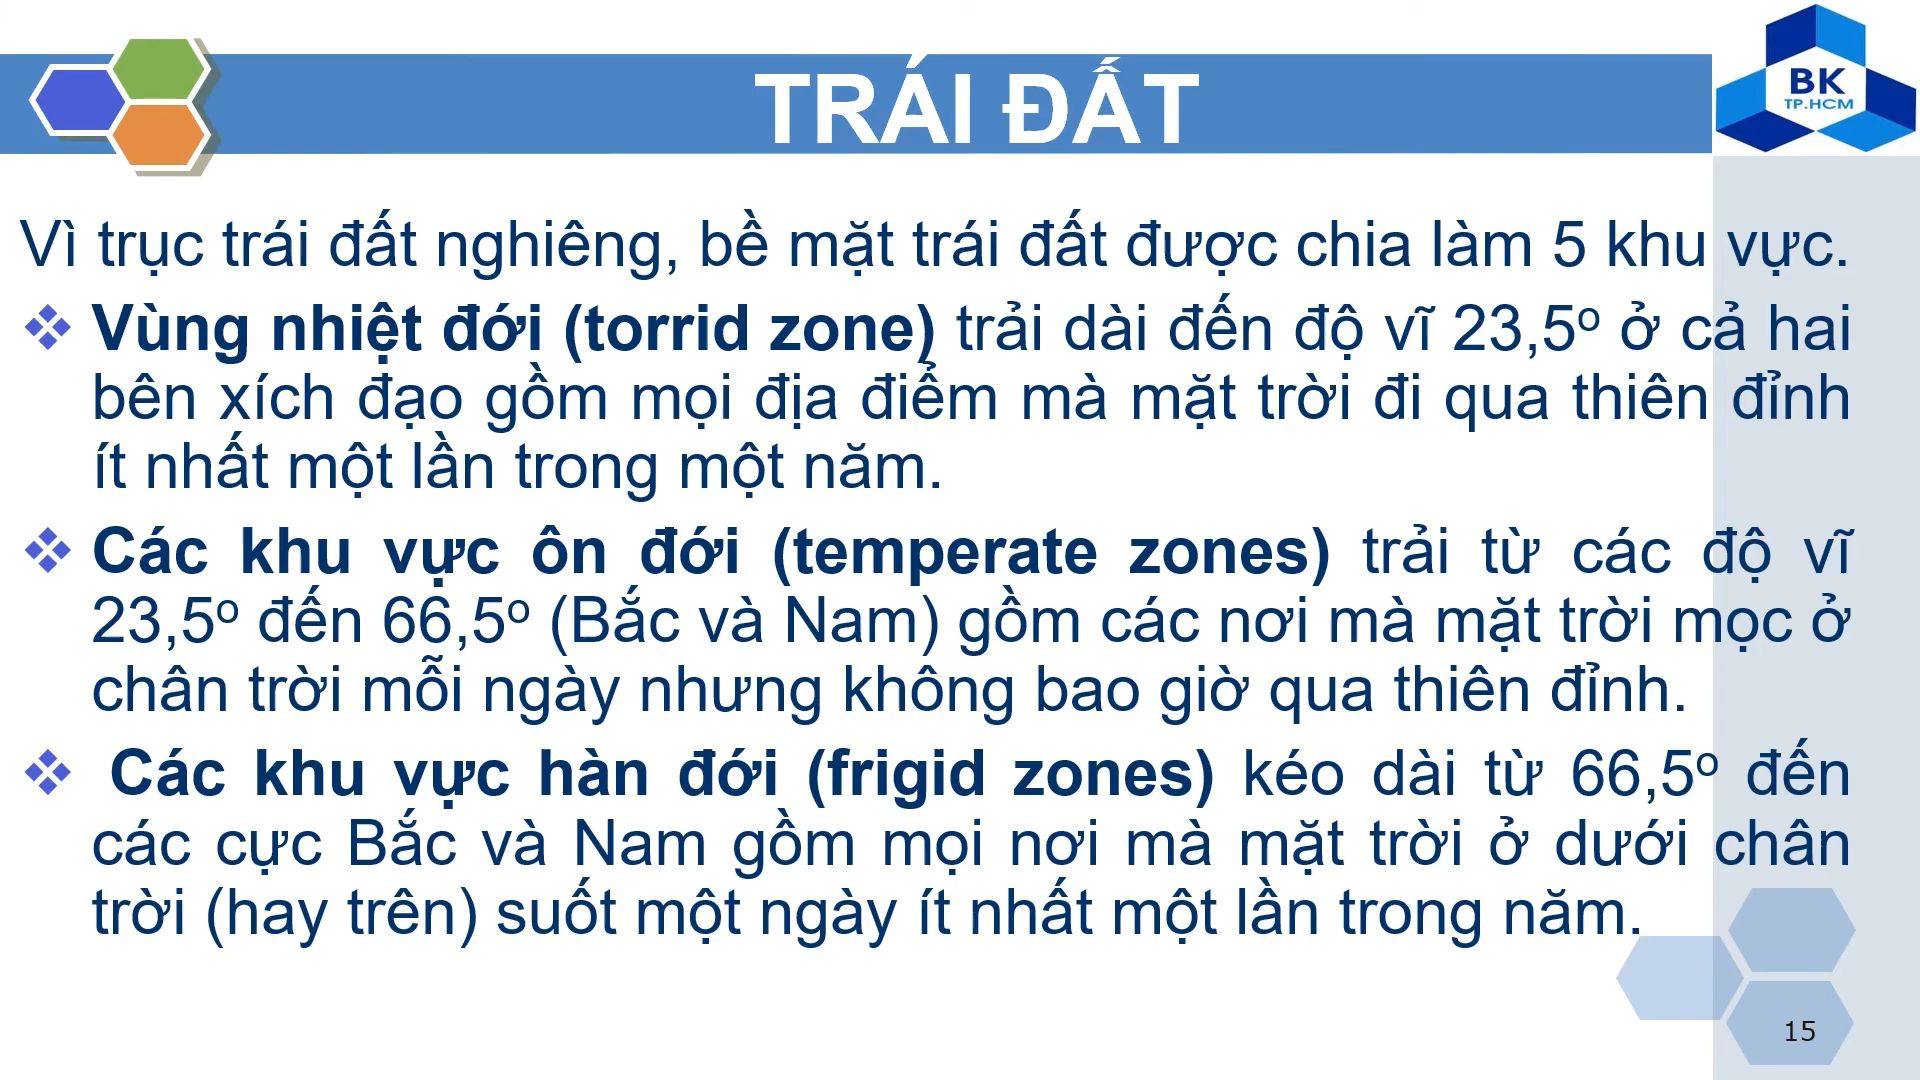 TRÁI ĐẤT
BK
TP.HCM
Vì trục trái đất nghiêng, bề mặt trái đất được chia làm 5 khu vực.
❖ Vùng nhiệt đới (torrid zone) trải dài đến độ vĩ 23,5º ở cả hai
bên xích đạo gồm mọi địa điểm mà mặt trời đi qua thiên đỉnh
ít nhất một lần trong một năm.
❖ Các khu vực ôn đới (temperate zones) trải từ các độ vĩ
23,5º đến 66,5º (Bắc và Nam) gồm các nơi mà mặt trời mọc ở
chân trời mỗi ngày nhưng không bao giờ qua thiên đỉnh.
❖ Các khu vực hàn đới (frigid zones) kéo dài từ 66,5º đến
các cực Bắc và Nam gồm mọi nơi mà mặt trời ở dưới chân
trời (hay trên) suốt một ngày ít nhất một lần trong năm.
15